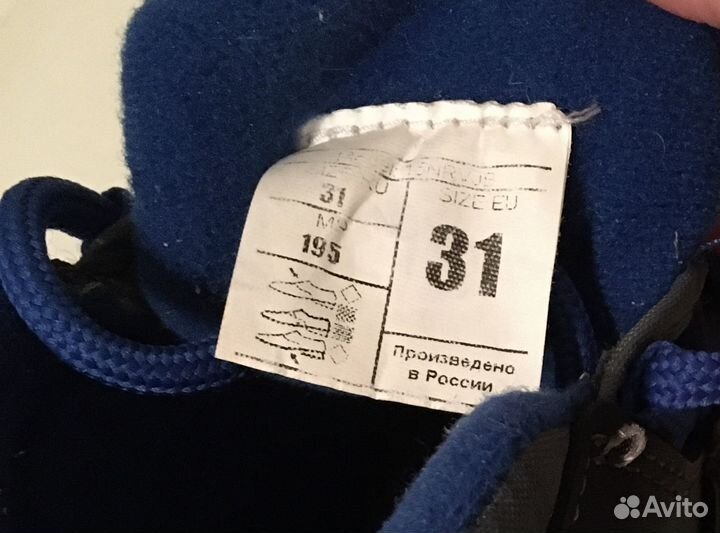 SIZE EU
31
31
195
Произведено
в России
Avito